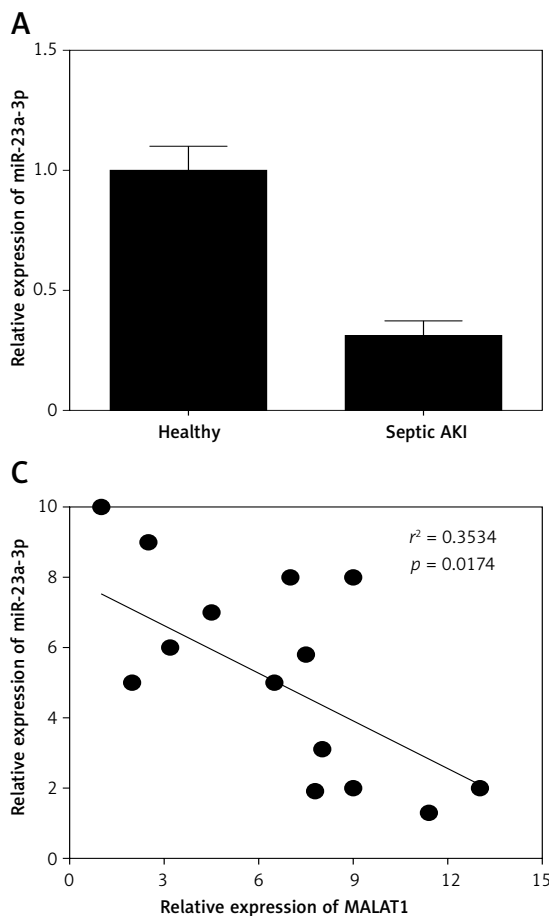 A
Relative expression of miR-23a-3p
1.5
1.0
0.5
0
Healthy Septic AKI
C
Relative expression of miR-23a-3p
10
8
6
4
2
0
r² = 0.3534
p = 0.0174
0 3 6 9 12 15
Relative expression of MALAT1